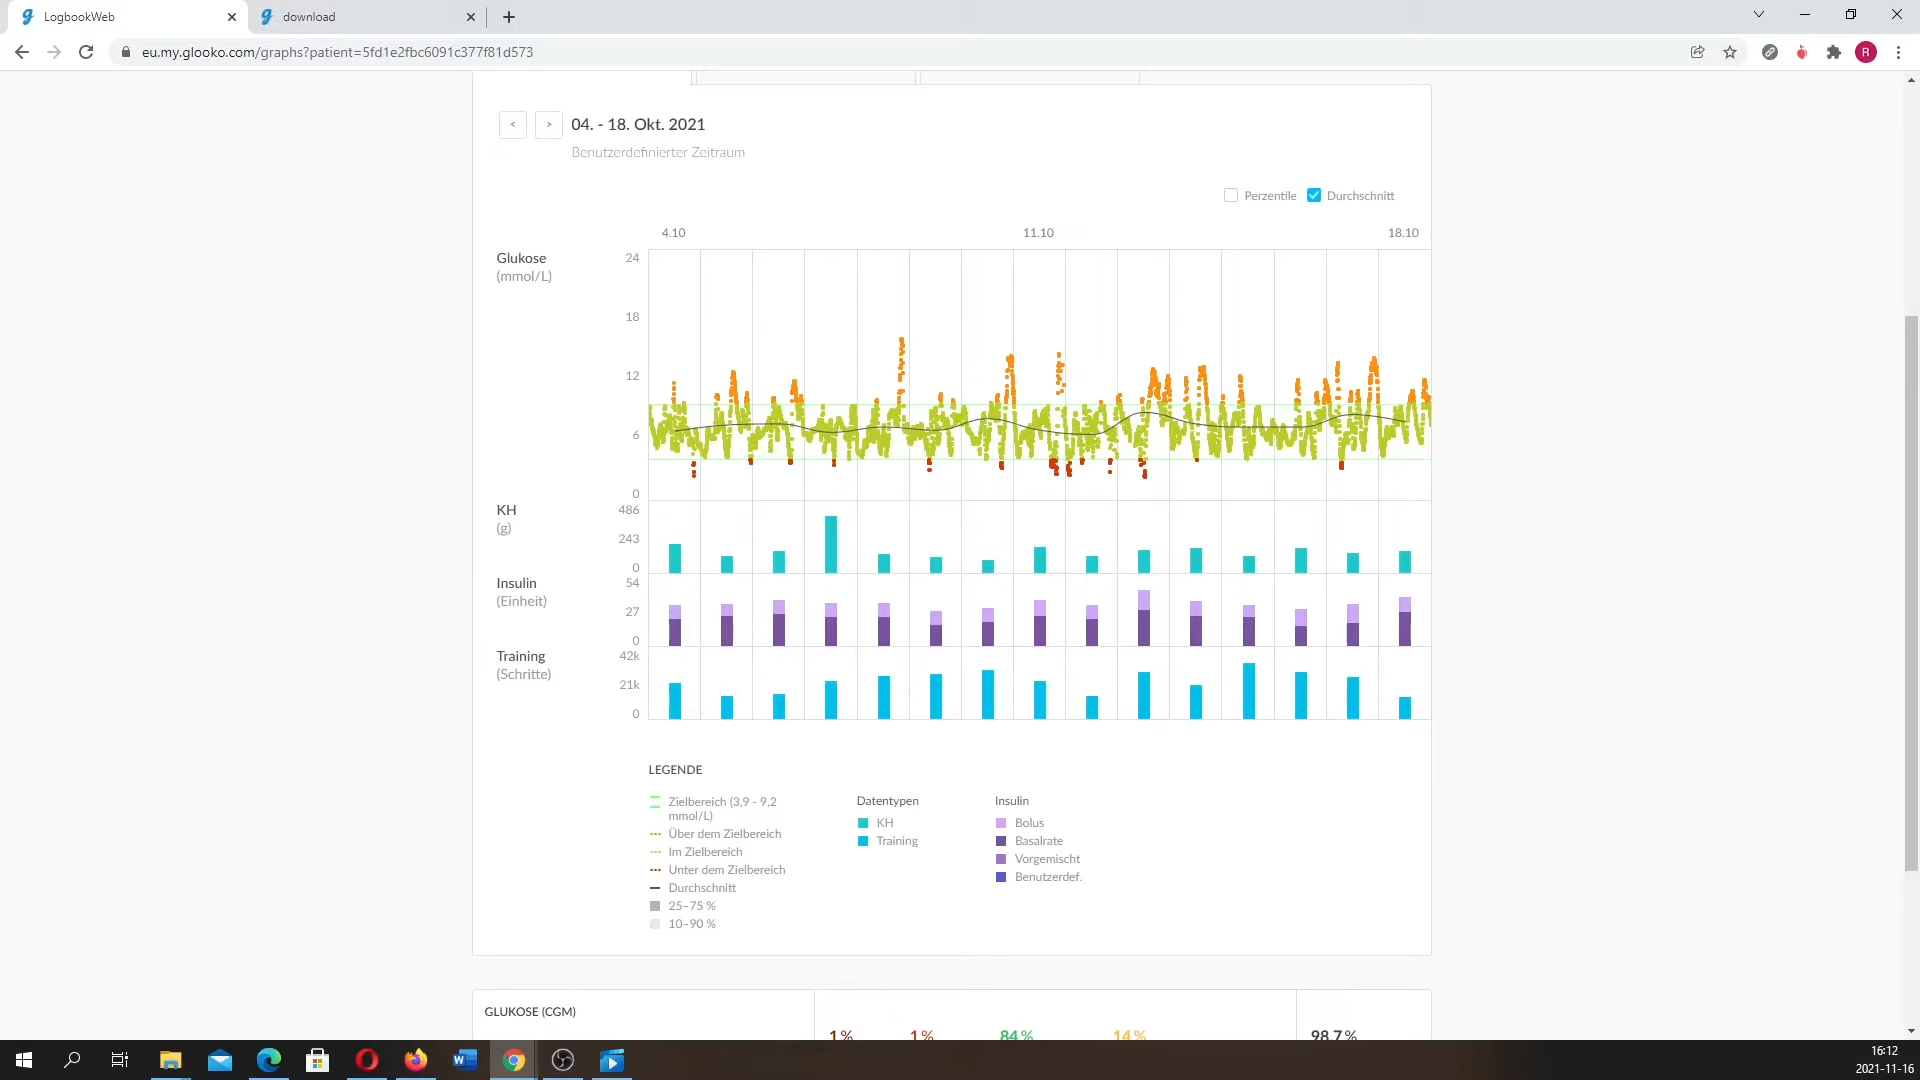 LogbookWeb
download
eu.my.glooko.com/graphs?patient=5fd1e2fbc6091c377f81d573
R
< > 04. - 18. Okt. 2021
Benutzerdefinierter Zeitraum
Perzentile Durchschnitt
4.10 11.10 18.10
Glukose
(mmol/L)
24
18
12
6
0
KH
(g)
486
243
0
Insulin
(Einheit)
54
27
0
Training
(Schritte)
42k
21k
0
LEGENDE
Zielbereich (3,9 - 9,2
mmol/L)
Über dem Zielbereich
Im Zielbereich
Unter dem Zielbereich
Durchschnitt
25–75 %
10–90 %
Datentypen
KH
Training
Insulin
Bolus
Basalrate
Vorgemischt
Benutzerdef.
GLUKOSE (CGM)
1% 1% 84% 14% 98.7%
16:12
2021-11-16